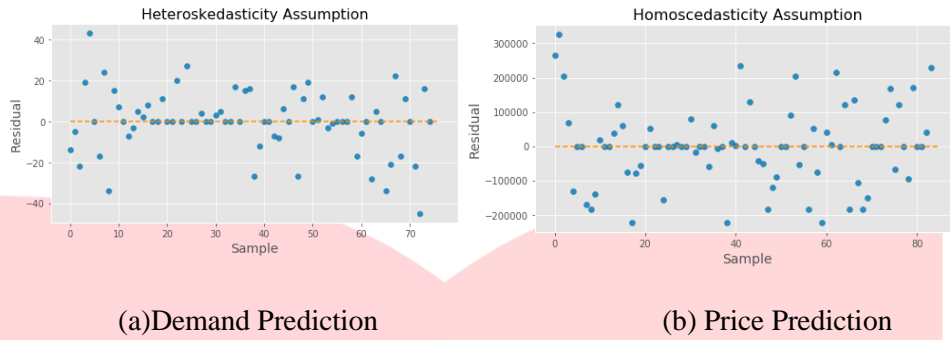 Heteroskedasticity Assumption
40
20
0
−20
−40
Residual
0 10 20 30 40 50 60 70
Sample
(a)Demand Prediction
Homoscedasticity Assumption
300000
200000
100000
0
−100000
−200000
Residual
0 20 40 60 80
Sample
(b) Price Prediction